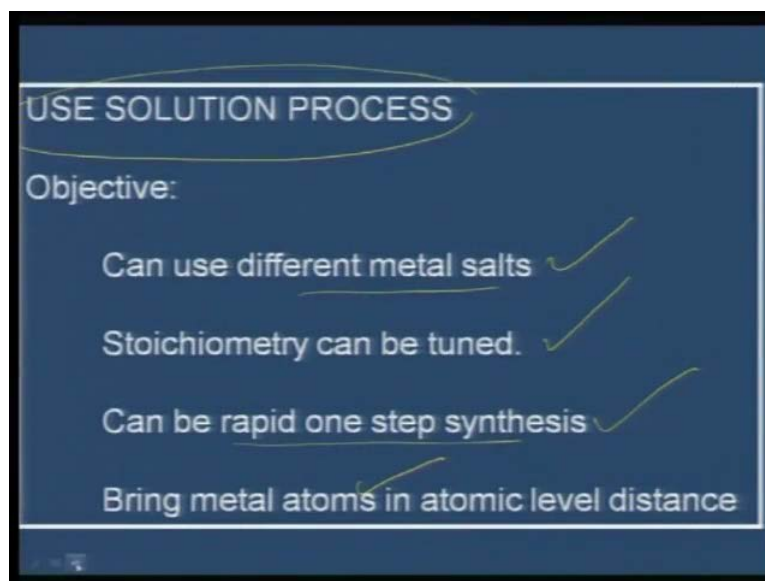 USE SOLUTION PROCESS
Objective:
Can use different metal salts
Stoichiometry can be tuned.
Can be rapid one step synthesis
Bring metal atoms in atomic level distance